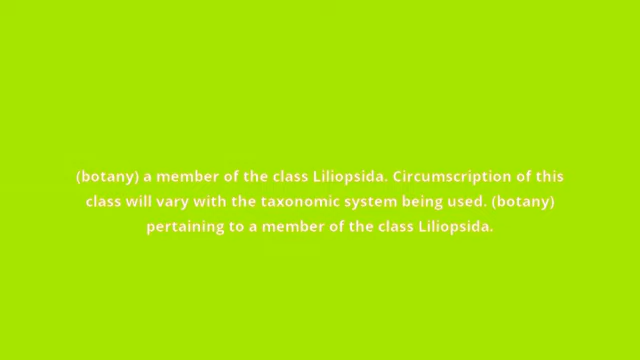 (botany) a member of the class Liliopsida. Circumscription of this
class will vary with the taxonomic system being used. (botany)
pertaining to a member of the class Liliopsida.